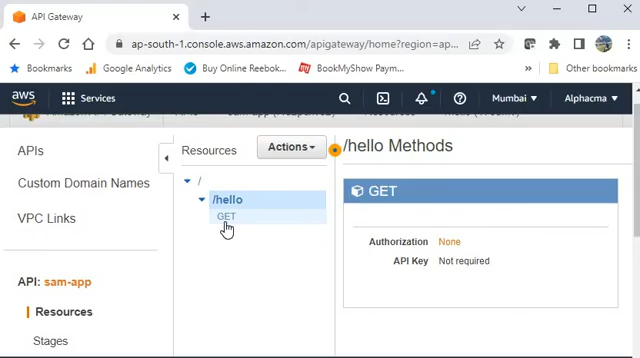 API Gateway
ap-south-1.console.aws.amazon.com/apigateway/home?region=ap...
Bookmarks
Google Analytics
Buy Online Reebok...
BookMyShow Paym...
Other bookmarks
aws
Services
Mumbai
Alphacma
APIs
Custom Domain Names
VPC Links
API: sam-app
Resources
Stages
Resources
Actions
/
/hello
GET
/hello Methods
GET
Authorization None
API Key Not required